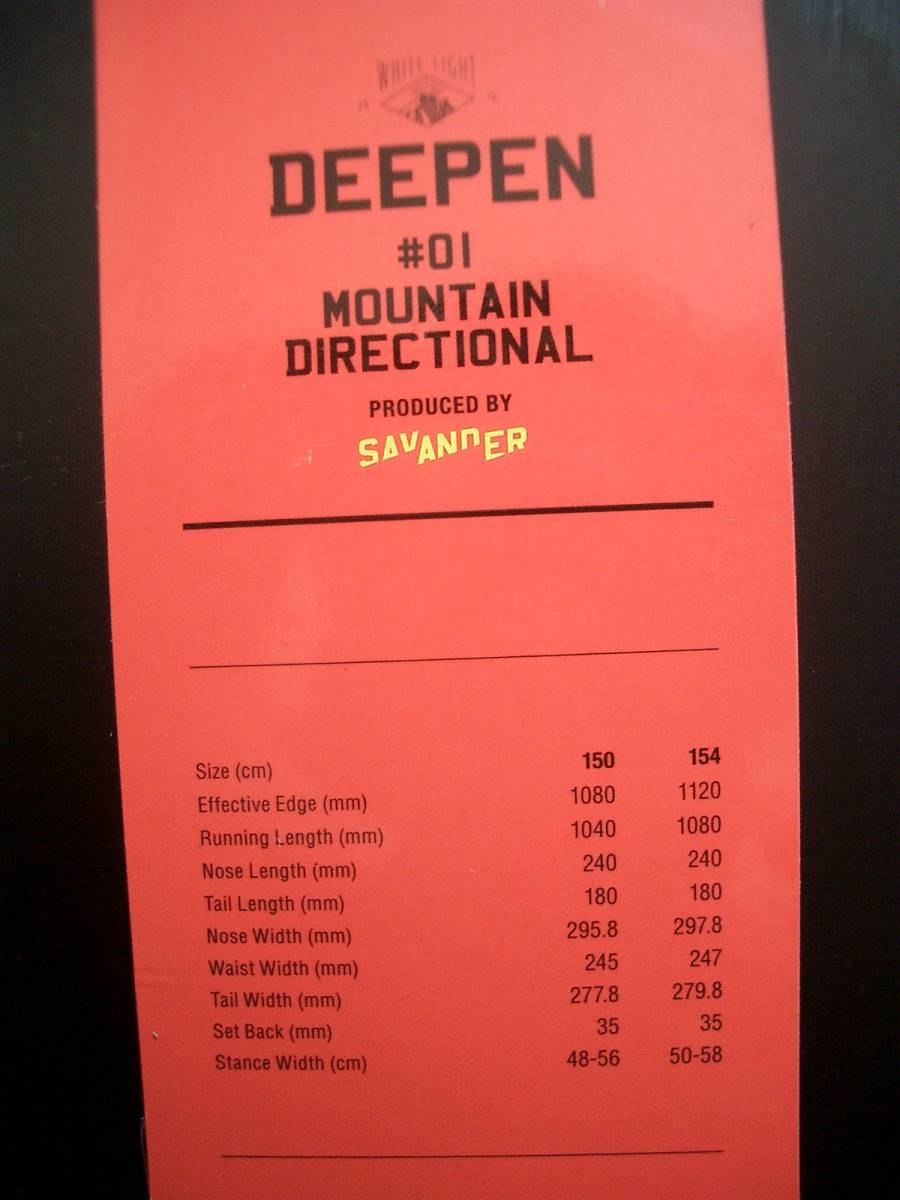 WHITE LIGHT
DEEPEN
#01
MOUNTAIN
DIRECTIONAL
PRODUCED BY
SAVANDER
Size (cm) 150 154
Effective Edge (mm) 1080 1120
Running Length (mm) 1040 1080
Nose Length (mm) 240 240
Tail Length (mm) 180 180
Nose Width (mm) 295.8 297.8
Waist Width (mm) 245 247
Tail Width (mm) 277.8 279.8
Set Back (mm) 35 35
Stance Width (cm) 48-56 50-58